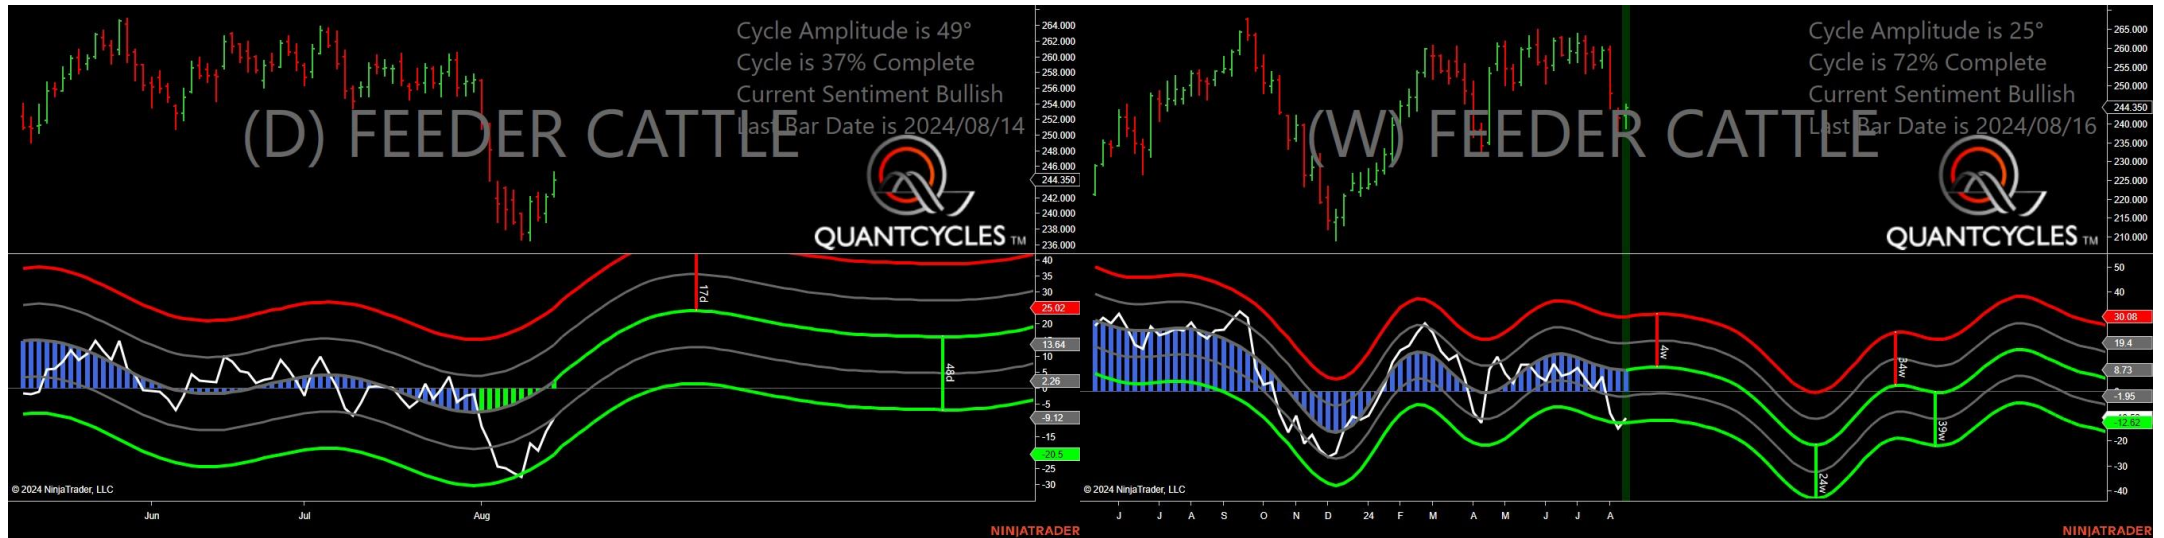 Cycle Amplitude is 49°
Cycle is 37% Complete
Current Sentiment Bullish
Last Bar Date is 2024/08/14
(D) FEEDER CATTLE
QUANTCYCLES TM
264.000
262.000
260.000
258.000
256.000
254.000
252.000
250.000
248.000
246.000
244.350
242.000
240.000
238.000
236.000
17d
48d
40
35
30
25.02
20
13.64
10
5
2.26
-5
-9.12
-15
-20.5
-25
-30
© 2024 NinjaTrader, LLC
Jun
Jul
Aug
NINJATRADER
Cycle Amplitude is 25°
Cycle is 72% Complete
Current Sentiment Bullish
Last Bar Date is 2024/08/16
(W) FEEDER CATTLE
QUANTCYCLES TM
265.000
260.000
255.000
250.000
244.350
240.000
235.000
230.000
225.000
220.000
215.000
210.000
4w
24w
34w
39w
50
40
30.08
19.4
8.73
-1.95
-12.62
-20
-30
-40
© 2024 NinjaTrader, LLC
J
J
A
S
O
N
D
24
F
M
A
M
J
J
A
NINJATRADER